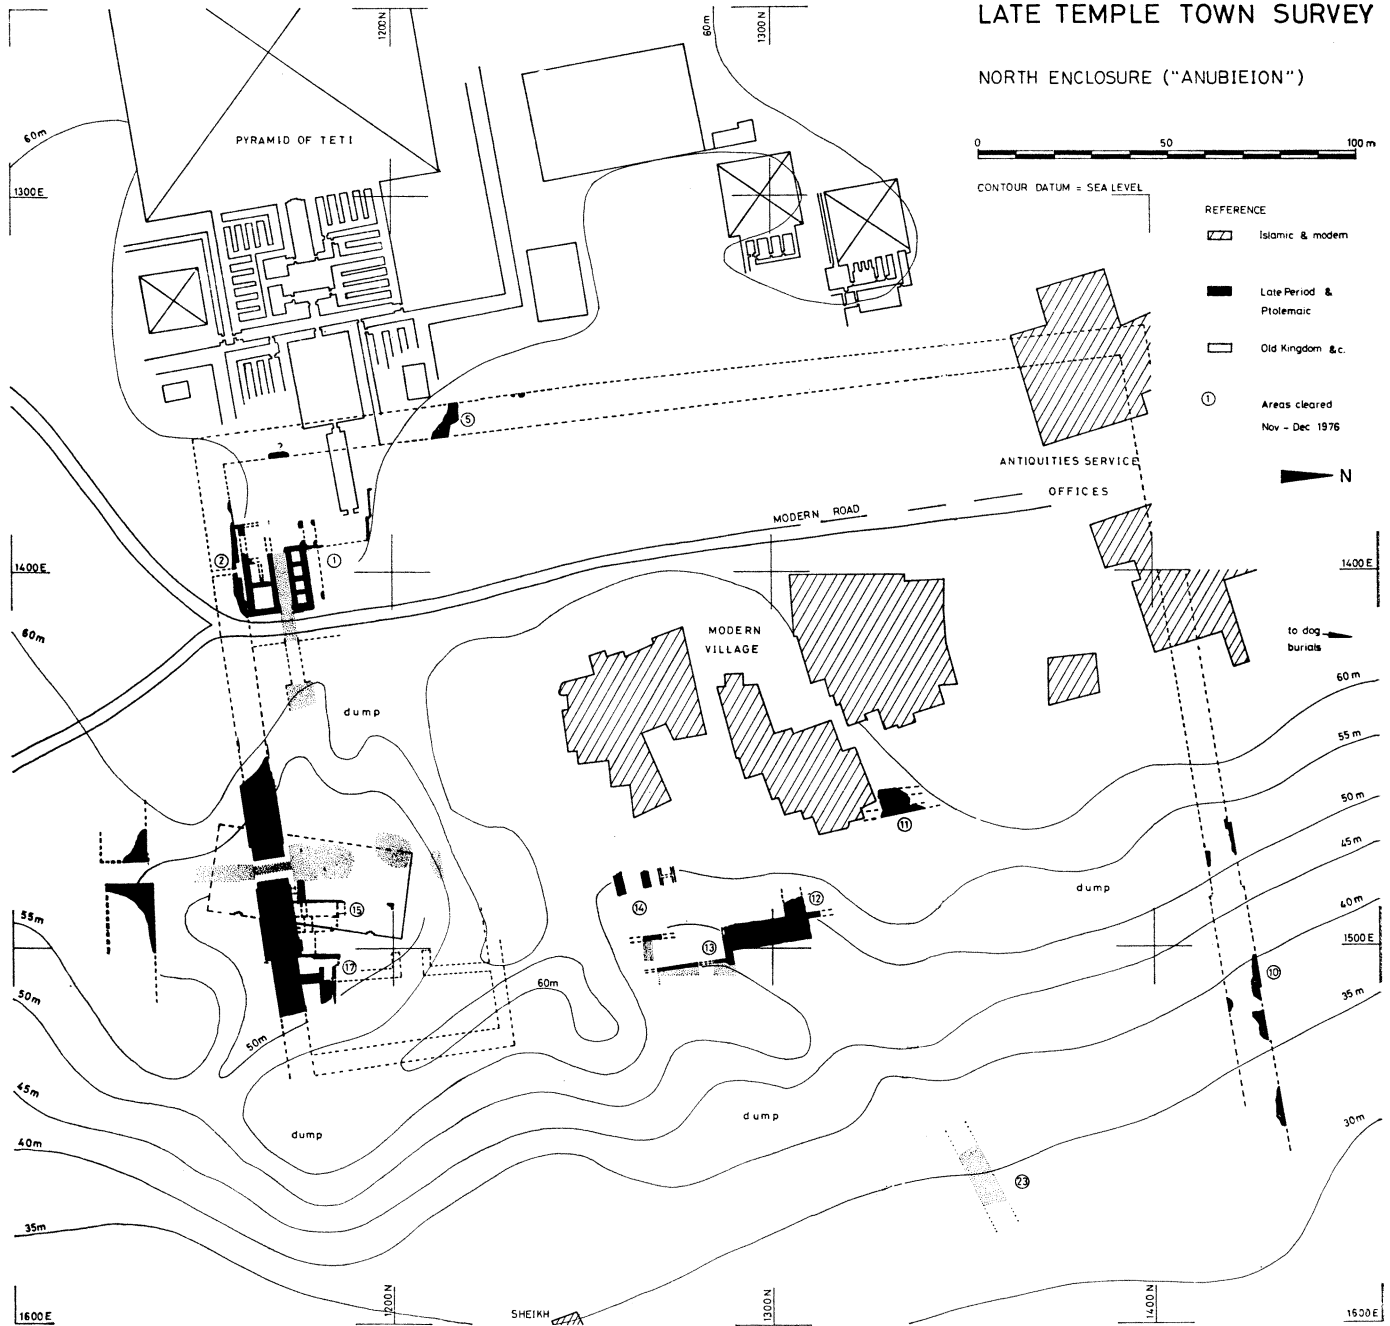 LATE TEMPLE TOWN SURVEY
NORTH ENCLOSURE ("ANUBIEION")
0 50 100 m
CONTOUR DATUM = SEA LEVEL
REFERENCE
Islamic & modern
Late Period &
Ptolemaic
Old Kingdom &c.
1 Areas cleared
Nov - Dec 1976
N
1200N
60m
1300N
60m
PYRAMID OF TETI
1300E
5
?
ANTIQUITIES SERVICE
OFFICES
MODERN ROAD
2
1
1400E
1400E
60m
MODERN
VILLAGE
to dog
burials
60m
dump
55m
50m
11
45m
dump
40m
15
14
12
55m
13
1500E
17
10
50m
60m
35m
50m
45m
dump
30m
dump
40m
23
35m
1200N
1300N
1400N
1600E
SHEIKH
1600E